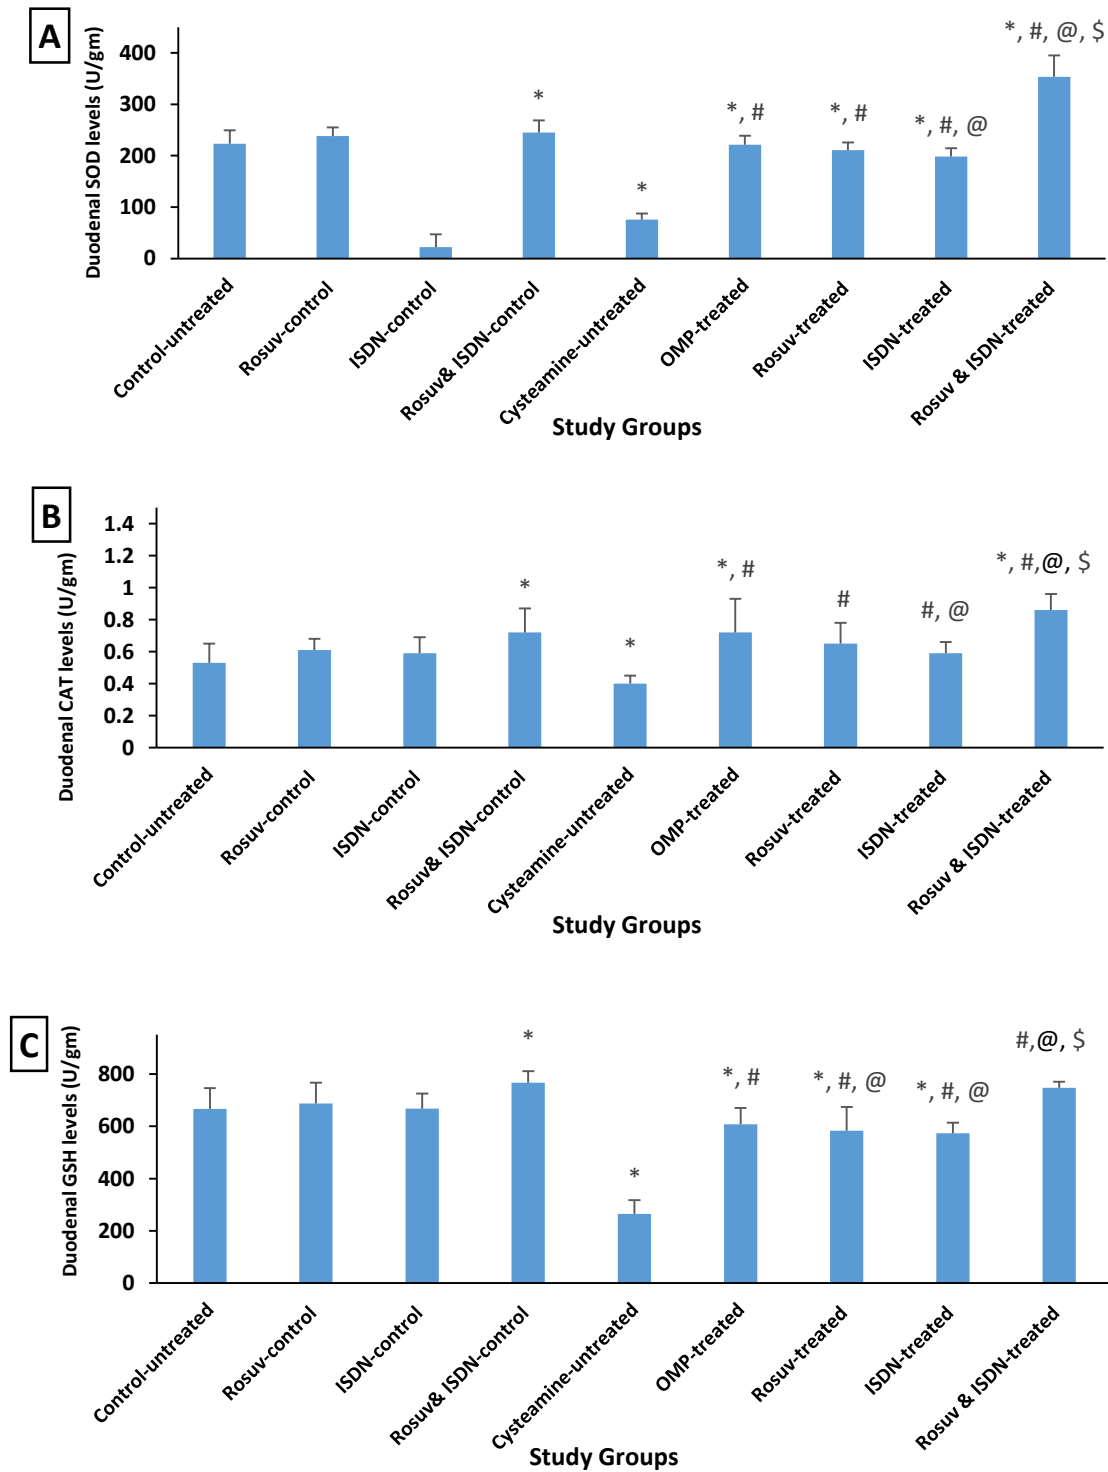 A
Duodenal SOD levels (U/gm)
400
300
200
100
0
*
*
*, #
*, #
*, #, @
*, #, @, $
Control-untreated
Rosuv-control
ISDN-control
Rosuv& ISDN-control
Cysteamine-untreated
OMP-treated
Rosuv-treated
ISDN-treated
Rosuv & ISDN-treated
Study Groups
B
Duodenal CAT levels (U/gm)
1.4
1.2
1
0.8
0.6
0.4
0.2
0
*
*
*, #
#
#, @
*, #,@, $
Control-untreated
Rosuv-control
ISDN-control
Rosuv& ISDN-control
Cysteamine-untreated
OMP-treated
Rosuv-treated
ISDN-treated
Rosuv & ISDN-treated
Study Groups
C
Duodenal GSH levels (U/gm)
800
600
400
200
0
*
*
*, #
*, #, @
*, #, @
#,@, $
Control-untreated
Rosuv-control
ISDN-control
Rosuv& ISDN-control
Cysteamine-untreated
OMP-treated
Rosuv-treated
ISDN-treated
Rosuv & ISDN-treated
Study Groups